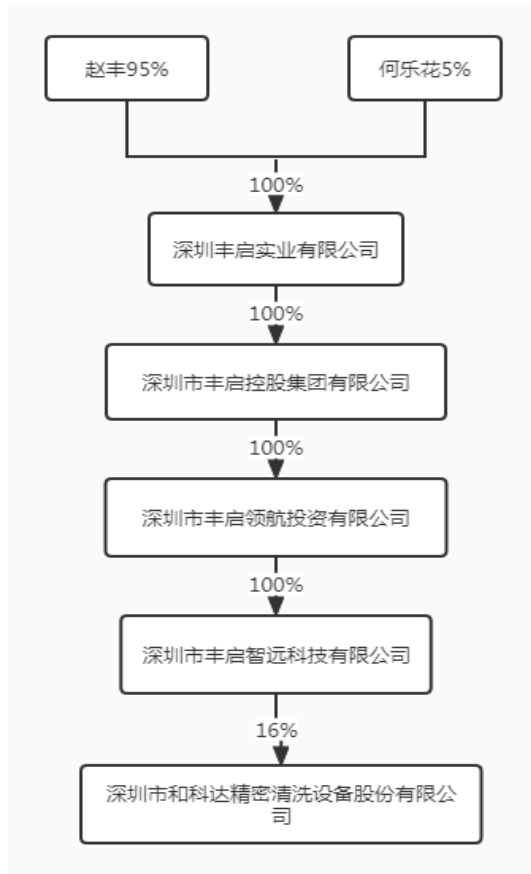 赵丰95%
何乐花5%
100%
深圳丰启实业有限公司
100%
深圳市丰启控股集团有限公司
100%
深圳市丰启领航投资有限公司
100%
深圳市丰启智远科技有限公司
16%
深圳市和科达精密清洗设备股份有限公
司